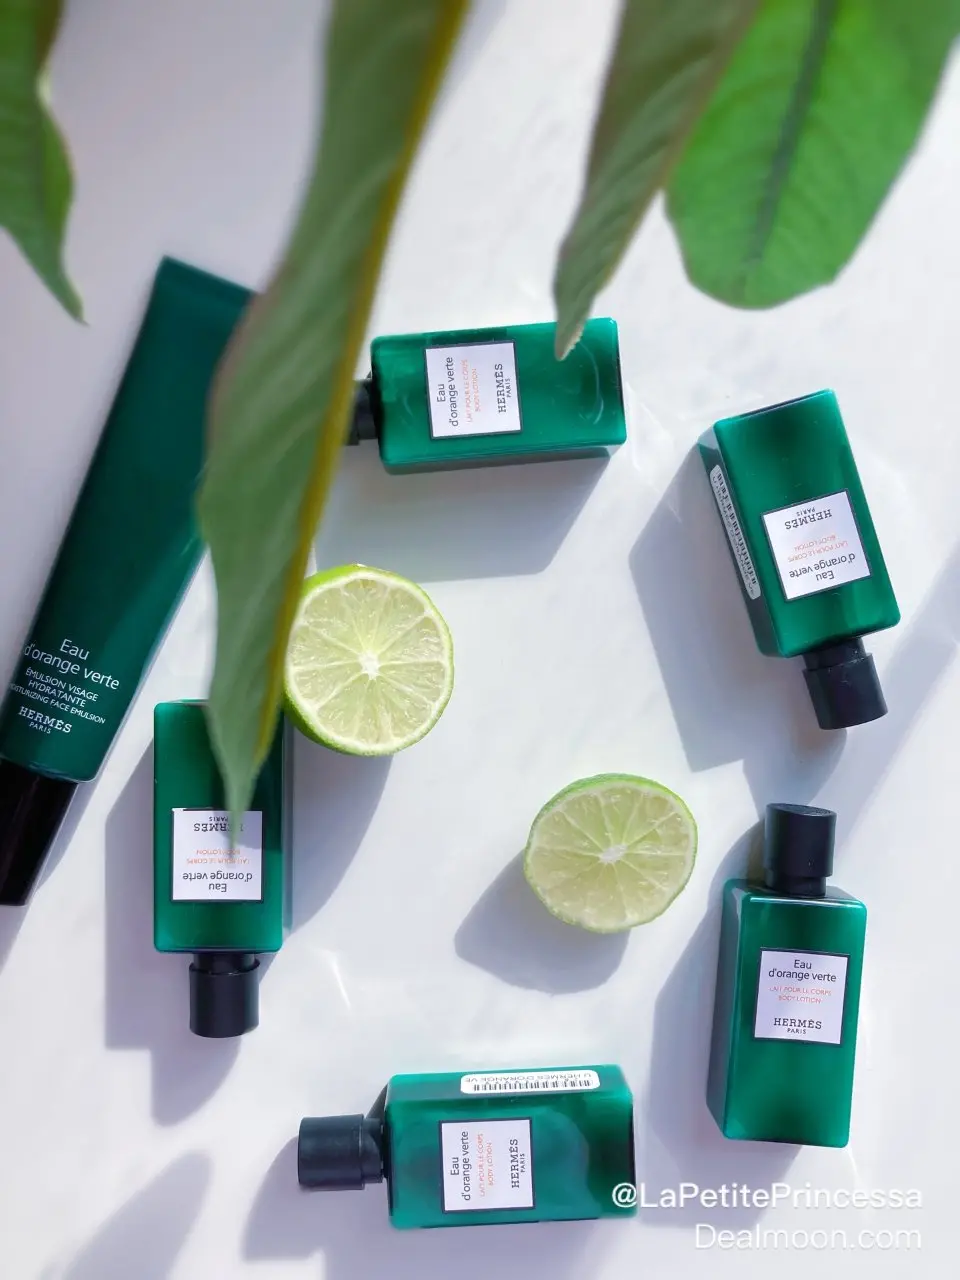 Eau
d'orange verte
LAIT POUR LE CORPS
BODY LOTION
HERMÈS
PARIS
HERMÈS
PARIS
LAIT POUR LE CORPS
BODY LOTION
Eau
d'orange verte
Eau
d'orange verte
ÉMULSION VISAGE
HYDRATANTE
MOISTURIZING FACE EMULSION
HERMÈS
PARIS
HERMÈS
PARIS
LAIT POUR LE CORPS
BODY LOTION
Eau
d'orange verte
Eau
d'orange verte
LAIT POUR LE CORPS
BODY LOTION
HERMÈS
PARIS
U HERMES D'ORANGE VE
Eau
d'orange verte
LAIT POUR LE CORPS
BODY LOTION
HERMÈS
PARIS
@LaPetitePrincessa
Dealmoon.com